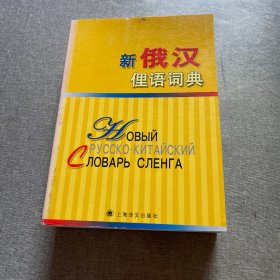 新俄汉
俚语词典
Новый
русско-китайский
Словарь сленга
上海译文出版社